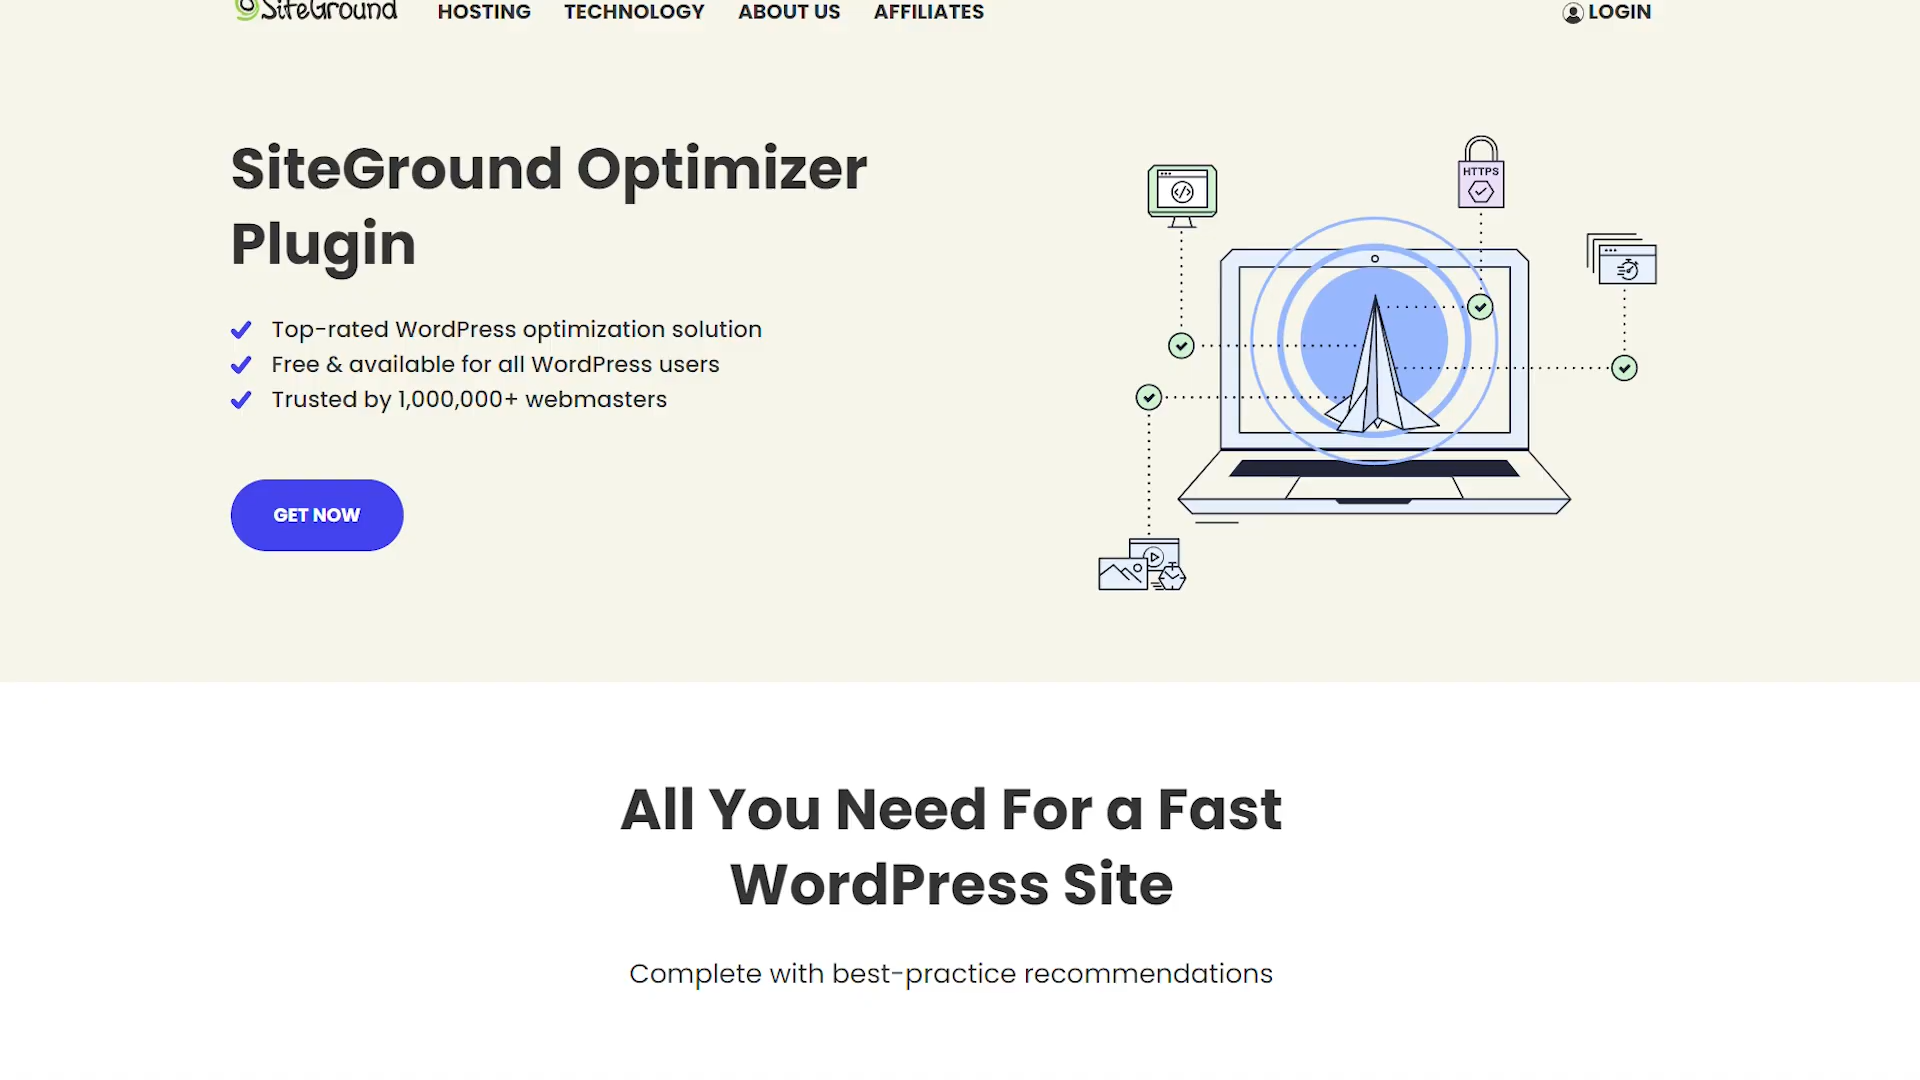 SiteGround HOSTING TECHNOLOGY ABOUT US AFFILIATES LOGIN
SiteGround Optimizer
Plugin
Top-rated WordPress optimization solution
Free & available for all WordPress users
Trusted by 1,000,000+ webmasters
GET NOW
HTTPS
</>
All You Need For a Fast
WordPress Site
Complete with best-practice recommendations